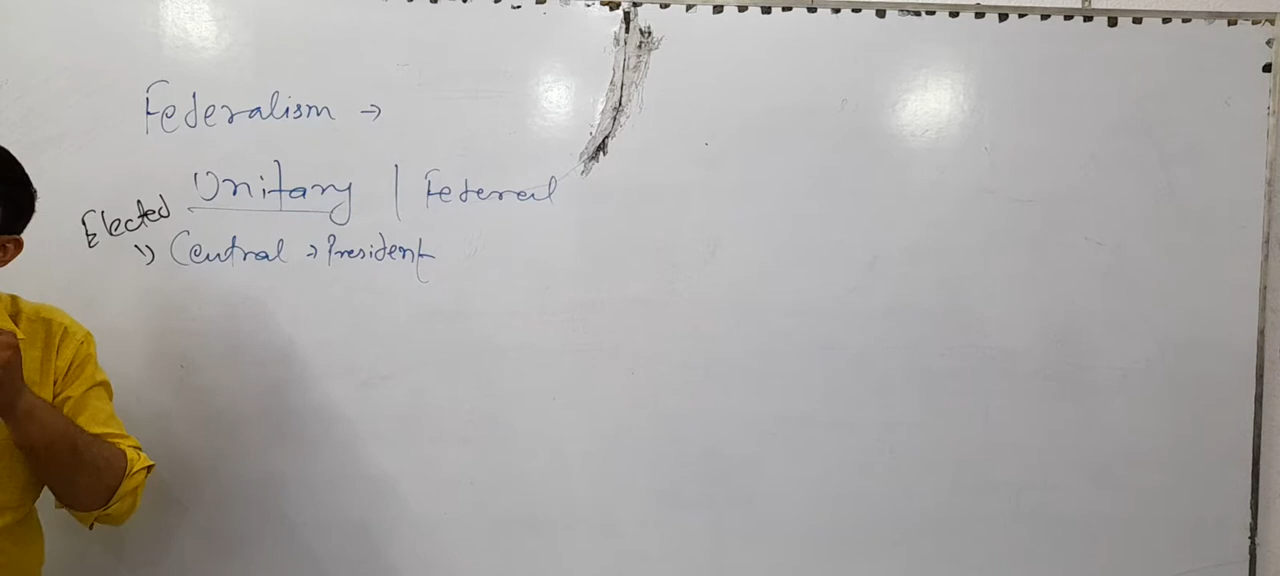 Federalism →
Unitary | Federal
Elected
1) Central → President